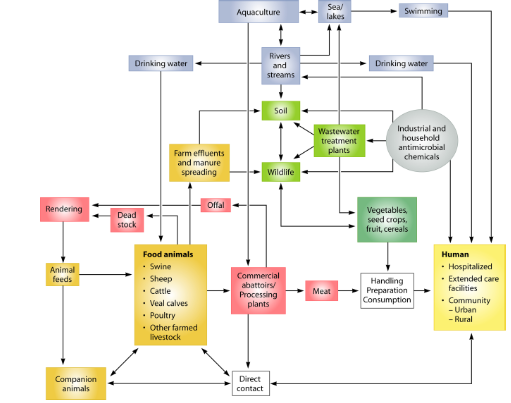 Aquaculture
Sea/
lakes
Swimming
Drinking water
Rivers
and
streams
Drinking water
Soil
Farm effluents
and manure
spreading
Wastewater
treatment
plants
Industrial and
household
antimicrobial
chemicals
Wildlife
Rendering
Offal
Dead
stock
Vegetables,
seed crops,
fruit, cereals
Animal
feeds
Food animals
• Swine
• Sheep
• Cattle
• Veal calves
• Poultry
• Other farmed
livestock
Commercial
abattoirs/
Processing
plants
Meat
Handling
Preparation
Consumption
Human
• Hospitalized
• Extended care
facilities
• Community
– Urban
– Rural
Companion
animals
Direct
contact